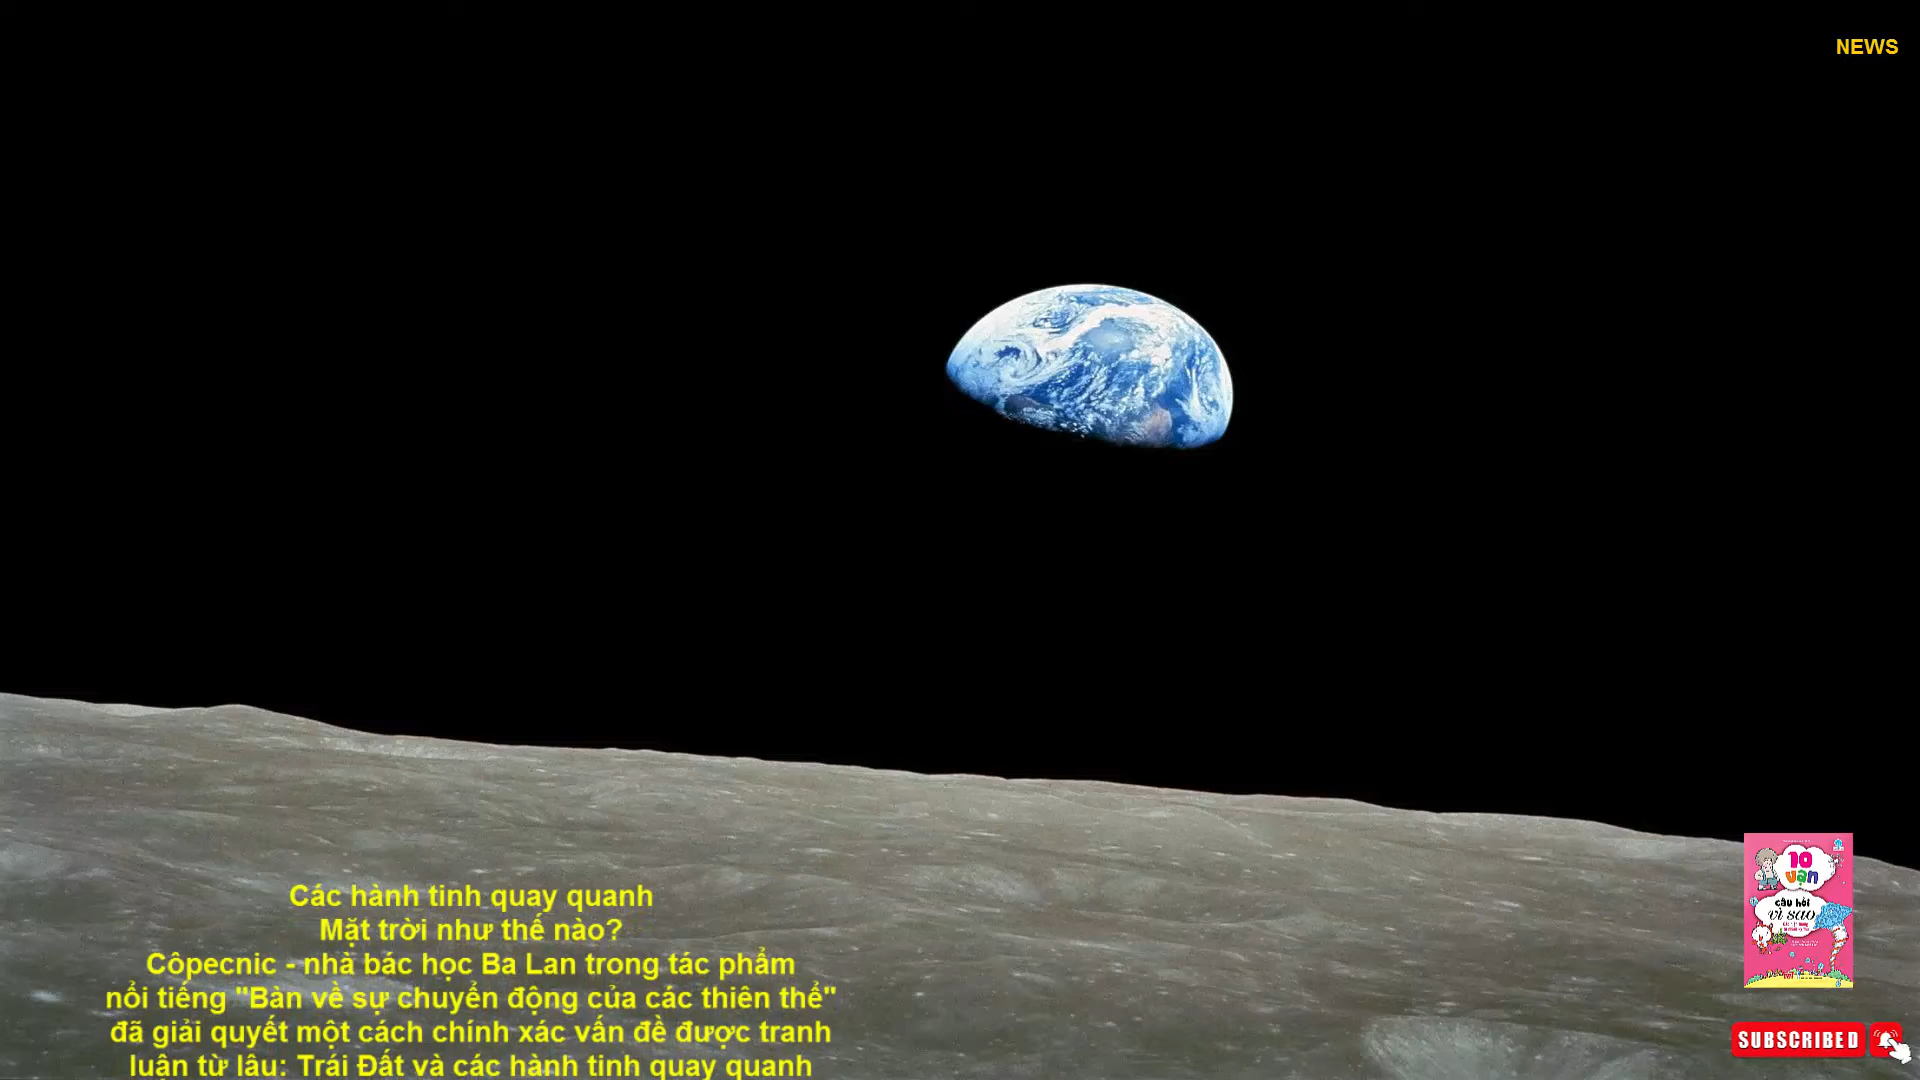 NEWS
Các hành tinh quay quanh
Mặt trời như thế nào?
Côpecnic - nhà bác học Ba Lan trong tác phẩm
nổi tiếng "Bàn về sự chuyển động của các thiên thể"
đã giải quyết một cách chính xác vấn đề được tranh
luận từ lâu: Trái Đất và các hành tinh quay quanh
10
vạn
câu hỏi
vì sao
SUBSCRIBED